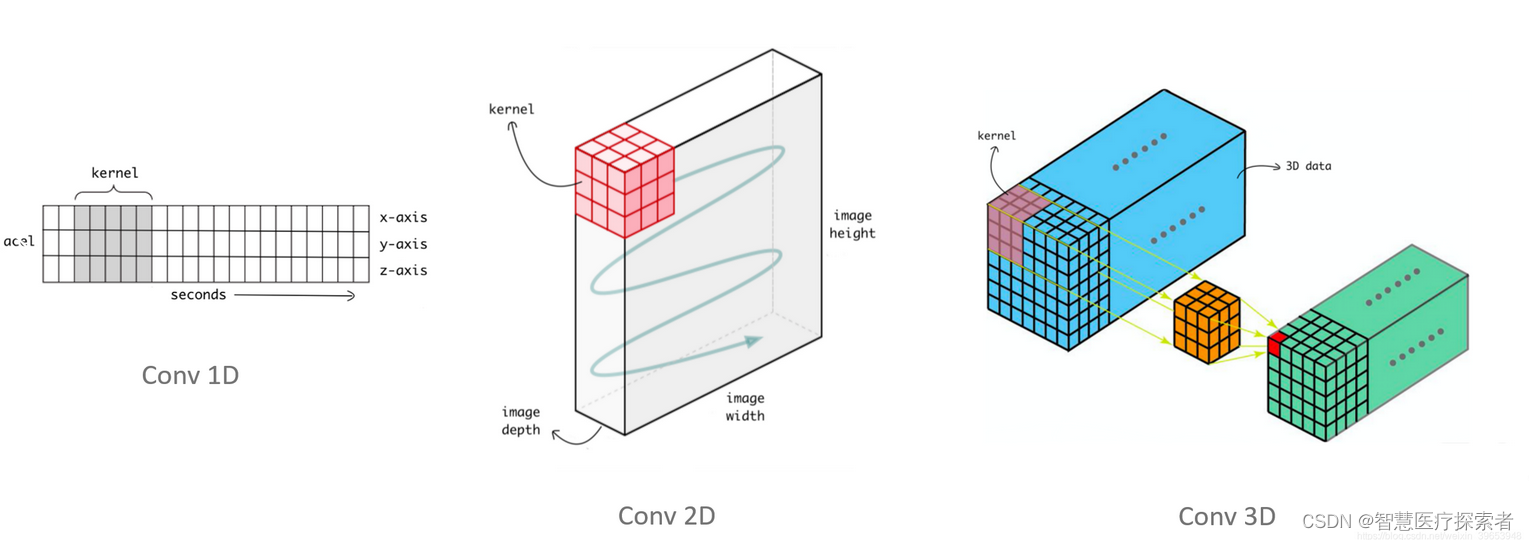 kernel
acel
x-axis
y-axis
z-axis
seconds
Conv 1D
kernel
image
height
image
width
image
depth
Conv 2D
kernel
3D data
Conv 3D
CSDN @智慧医疗探索者